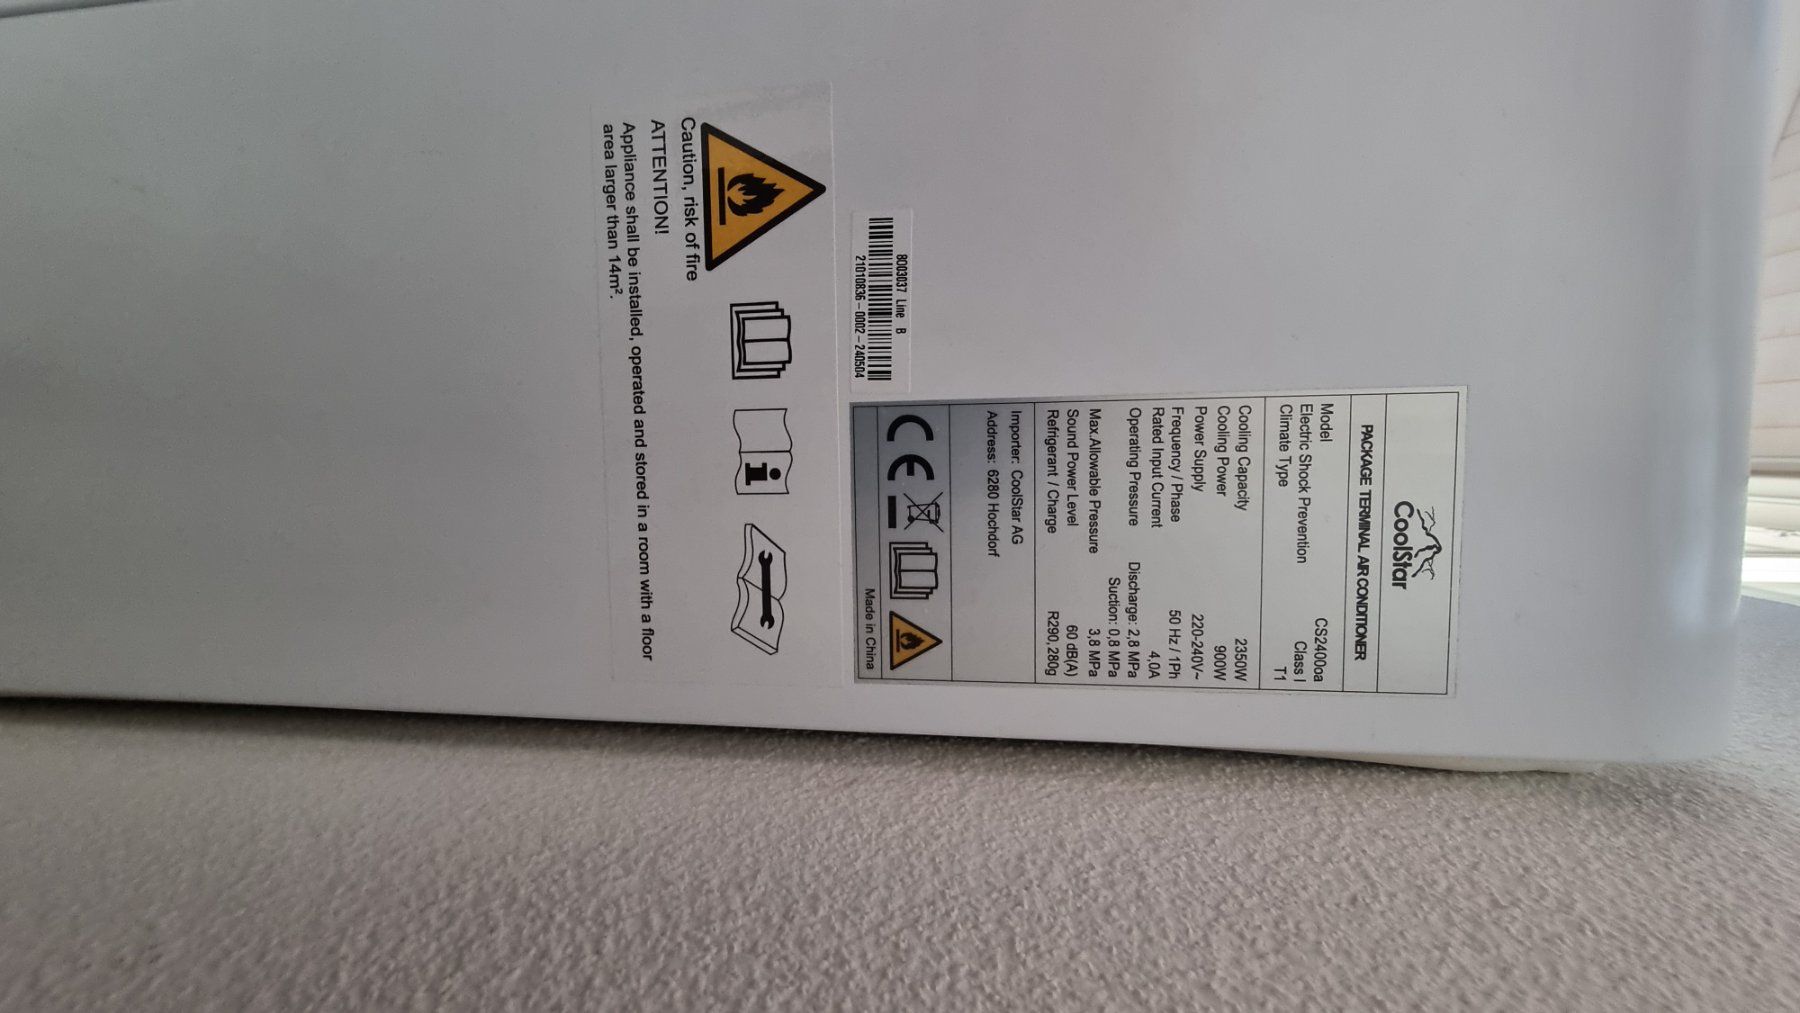 CoolStar
PACKAGE TERMINAL AIR CONDITIONER
Model CS2400oa
Electric Shock Prevention Class I
Climate Type T1
Cooling Capacity 2350W
Cooling Power 900W
Power Supply 220-240V~
Frequency / Phase 50 Hz / 1Ph
Rated Input Current 4,0A
Operating Pressure Discharge: 2,8 MPa
Suction: 0,8 MPa
Max.Allowable Pressure 3,8 MPa
Sound Power Level 60 dB(A)
Refrigerant / Charge R290,280g
Importer: CoolStar AG
Address: 6280 Hochdorf
CE
Made in China
8003037 Line B
21010836-0002-240504
Caution, risk of fire
ATTENTION!
Appliance shall be installed, operated and stored in a room with a floor
area larger than 14m².